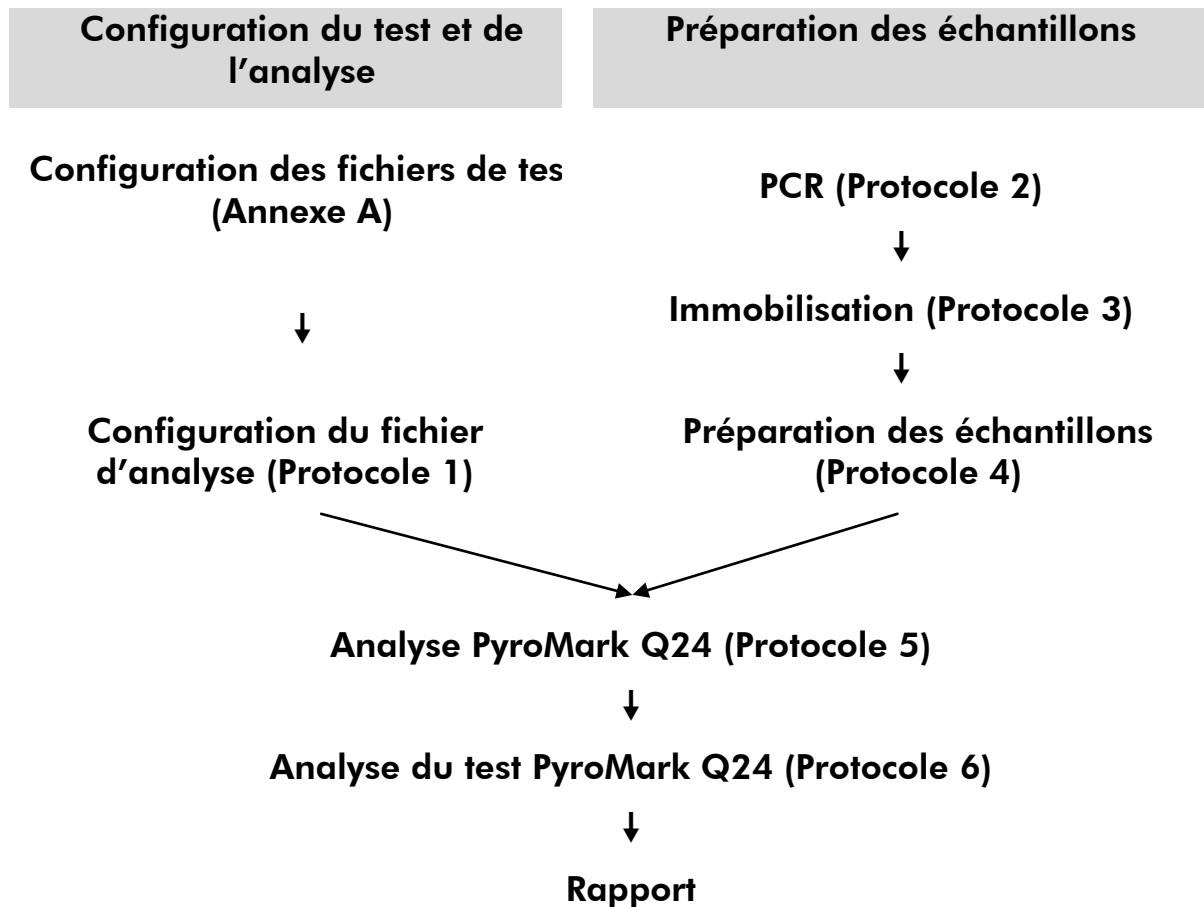 Configuration du test et de
l’analyse
Préparation des échantillons
Configuration des fichiers de tes
(Annexe A)
Configuration du fichier
d’analyse (Protocole 1)
PCR (Protocole 2)
Immobilisation (Protocole 3)
Préparation des échantillons
(Protocole 4)
Analyse PyroMark Q24 (Protocole 5)
Analyse du test PyroMark Q24 (Protocole 6)
Rapport